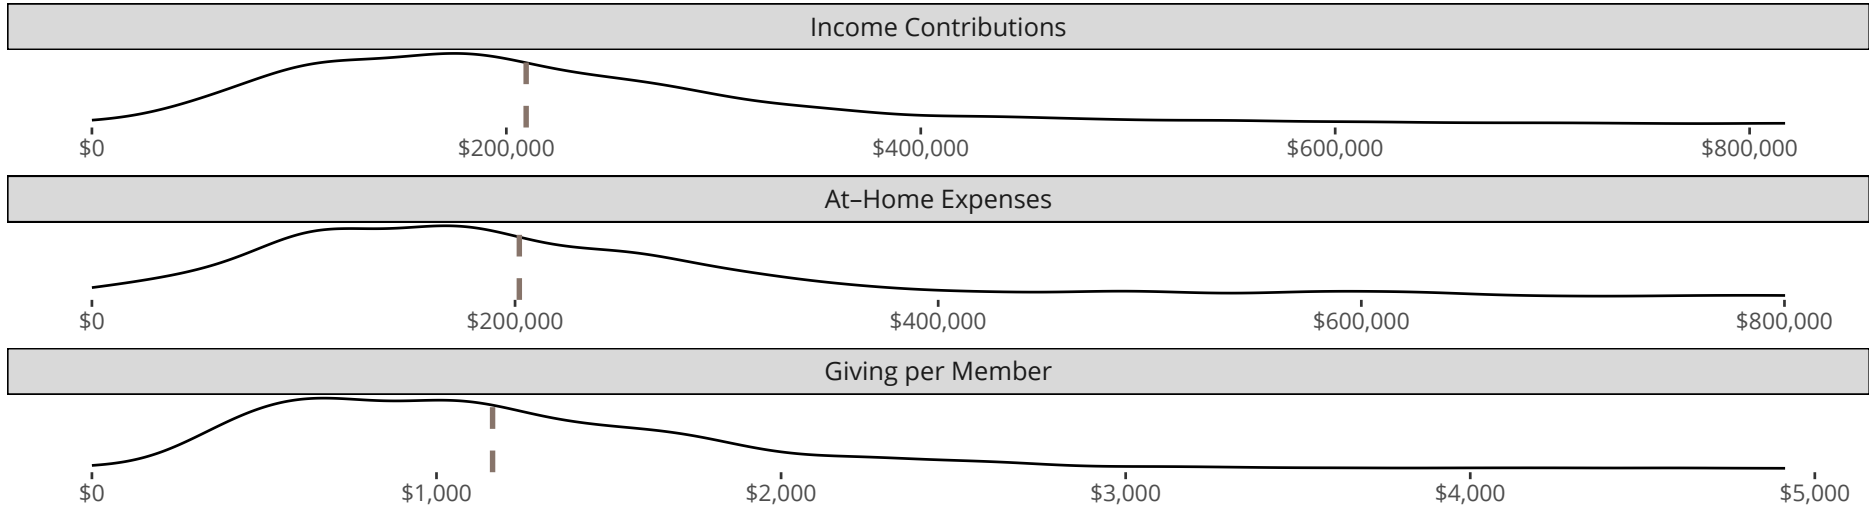 Income Contributions
$0 $200,000 $400,000 $600,000 $800,000
At–Home Expenses
$0 $200,000 $400,000 $600,000 $800,000
Giving per Member
$0 $1,000 $2,000 $3,000 $4,000 $5,000